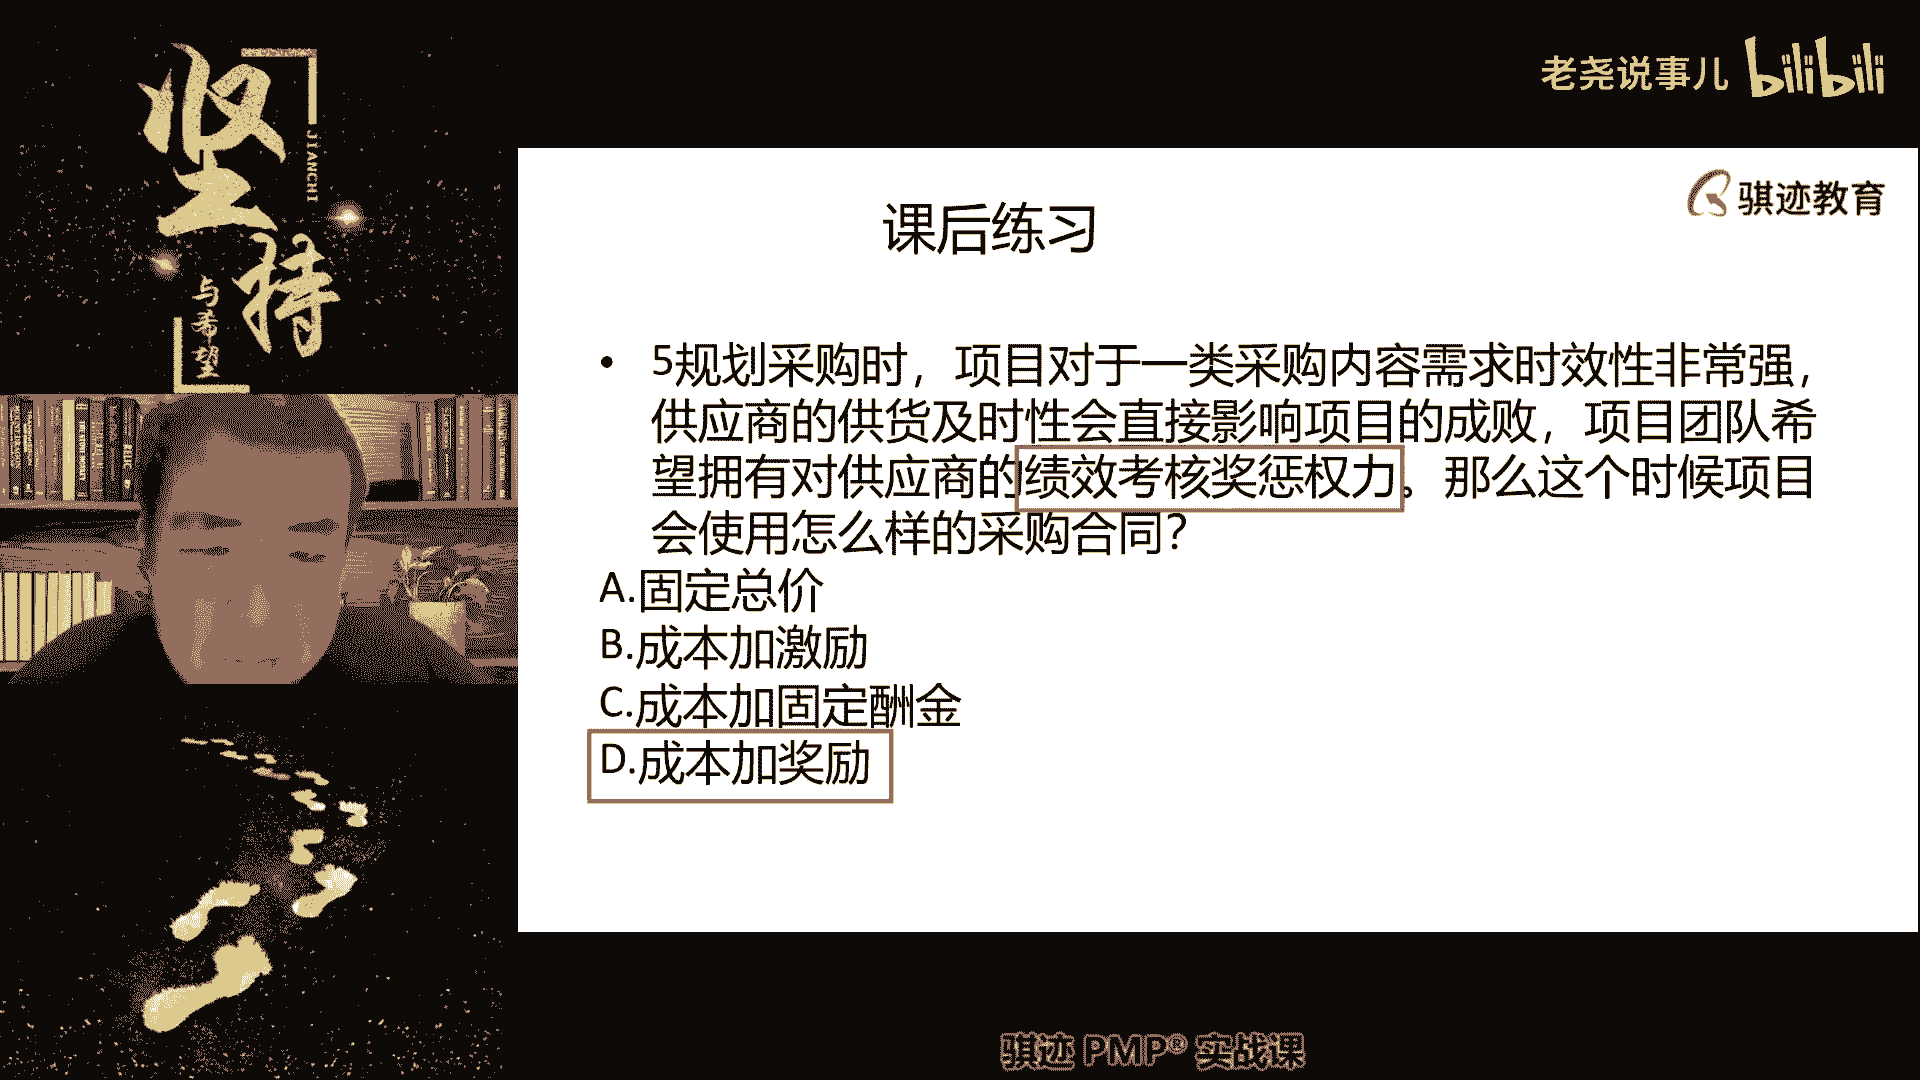 坚持
JIANCHI
与希望
老尧说事儿 bilibili
骐迹教育
课后练习
• 5规划采购时，项目对于一类采购内容需求时效性非常强，
供应商的供货及时性会直接影响项目的成败，项目团队希
望拥有对供应商的绩效考核奖惩权力。那么这个时候项目
会使用怎么样的采购合同？
A.固定总价
B.成本加激励
C.成本加固定酬金
D.成本加奖励
骐迹 PMP® 实战课